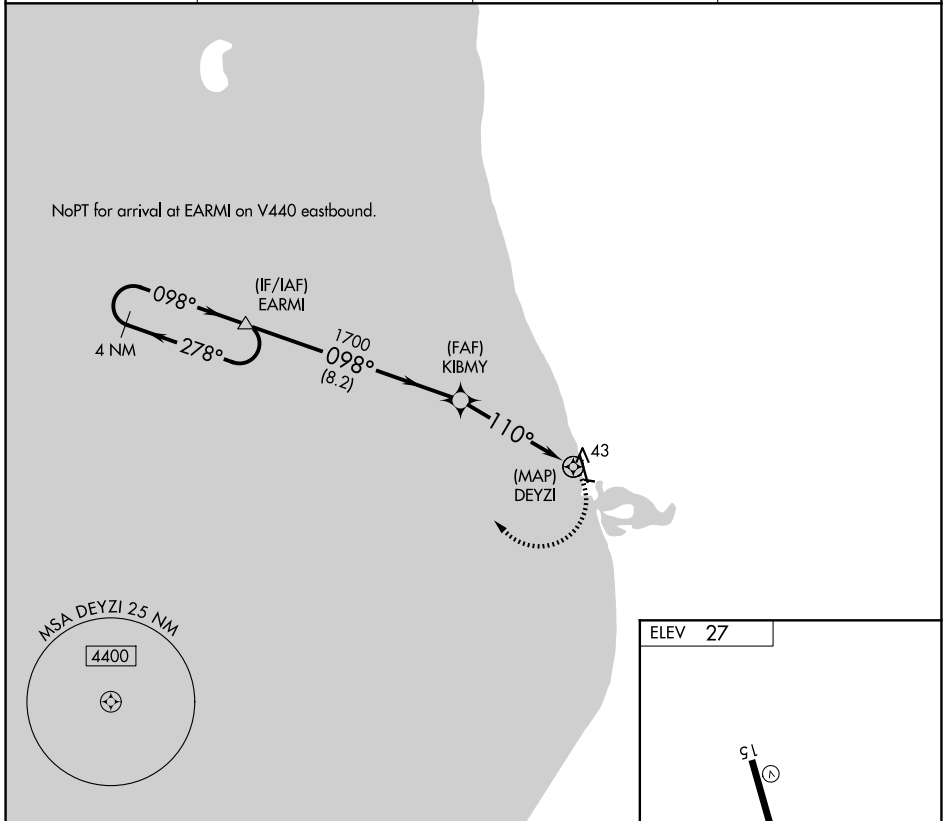 NoPT for arrival at EARMI on V440 eastbound.
(IF/IAF)
EARMI
098°
4 NM
278°
1700
098°
(8.2)
(FAF)
KIBMY
110°
43
(MAP)
DEYZI
MSA DEYZI 25 NM
4400
ELEV 27
15
V